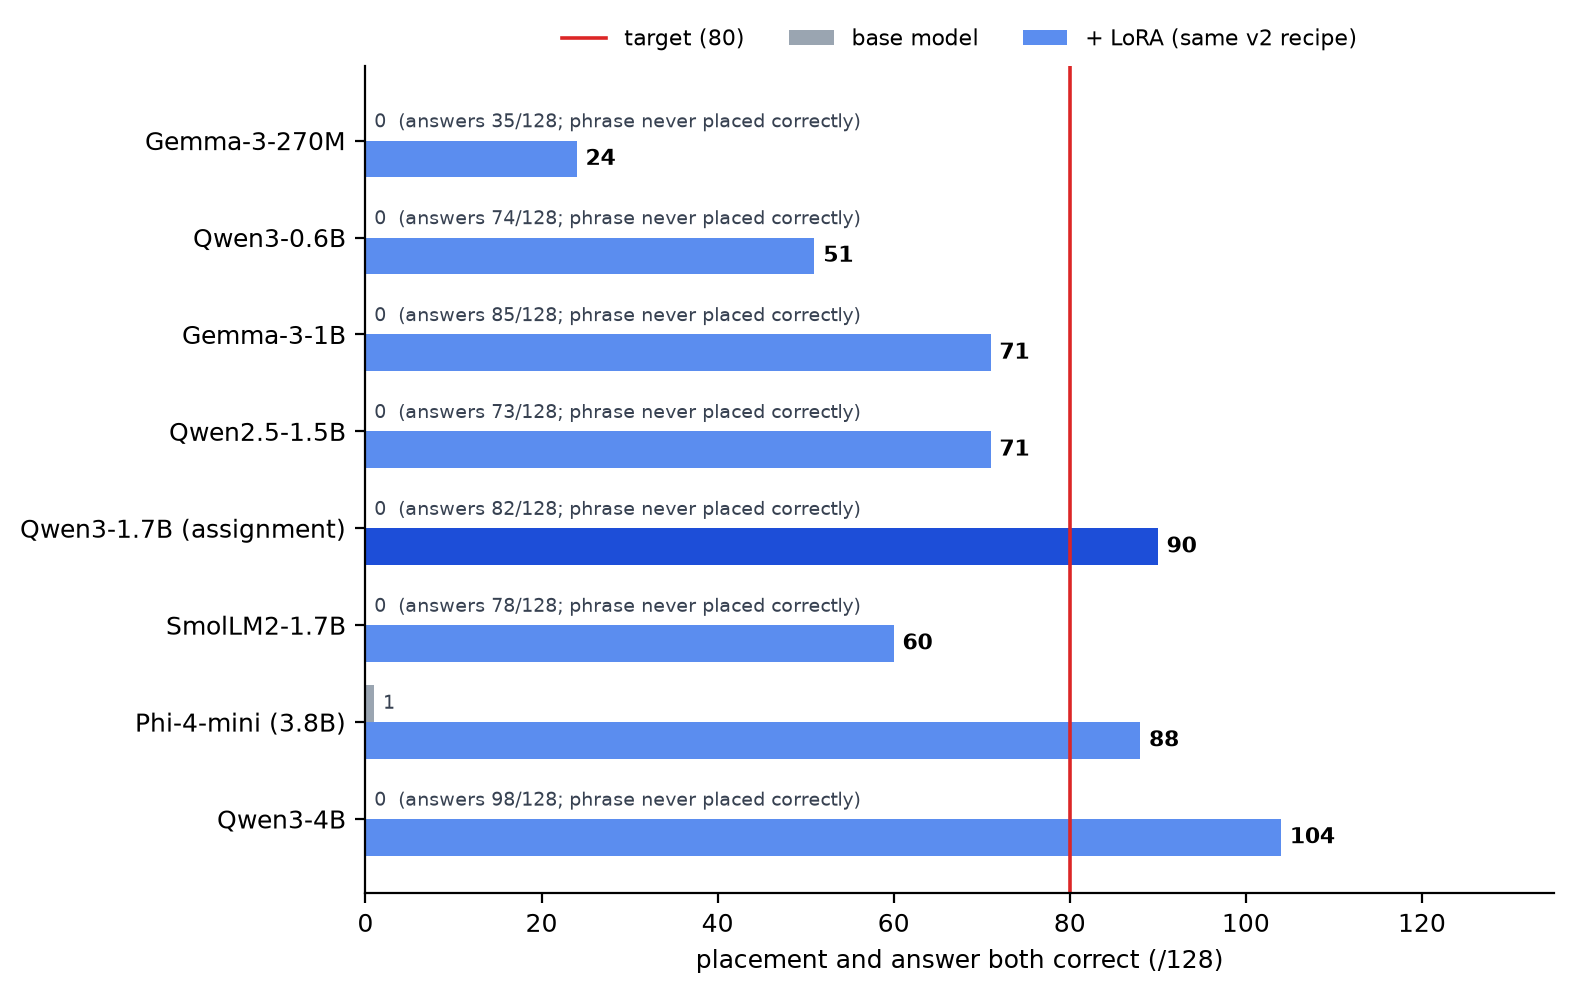 target (80) base model + LoRA (same v2 recipe)
0 (answers 35/128; phrase never placed correctly)
Gemma-3-270M
24
0 (answers 74/128; phrase never placed correctly)
Qwen3-0.6B
51
0 (answers 85/128; phrase never placed correctly)
Gemma-3-1B
71
0 (answers 73/128; phrase never placed correctly)
Qwen2.5-1.5B
71
0 (answers 82/128; phrase never placed correctly)
Qwen3-1.7B (assignment)
90
0 (answers 78/128; phrase never placed correctly)
SmolLM2-1.7B
60
1
Phi-4-mini (3.8B)
88
0 (answers 98/128; phrase never placed correctly)
Qwen3-4B
104
0 20 40 60 80 100 120
placement and answer both correct (/128)